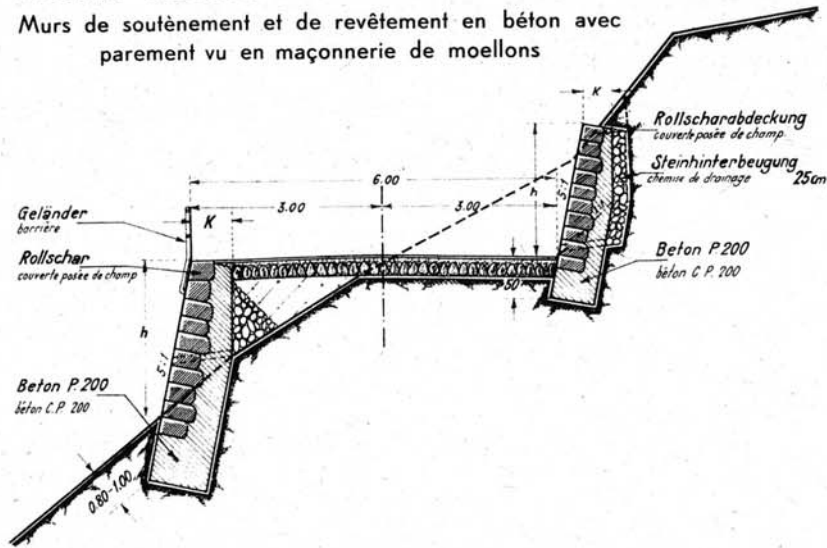 Murs de soutènement et de revêtement en béton avec
parement vu en maçonnerie de moellons
K
Rollscharabdeckung
couverte posée de champ.
Steinhinterbeugung
chemise de drainage 25cm
6.00
h
5:1
3.00
3.00
K
Geländer
barrière
Rollschar
couverte posée de champ
Beton P.200
béton C.P. 200
h
5:1
Beton P.200
béton C.P. 200
0.80-1.00